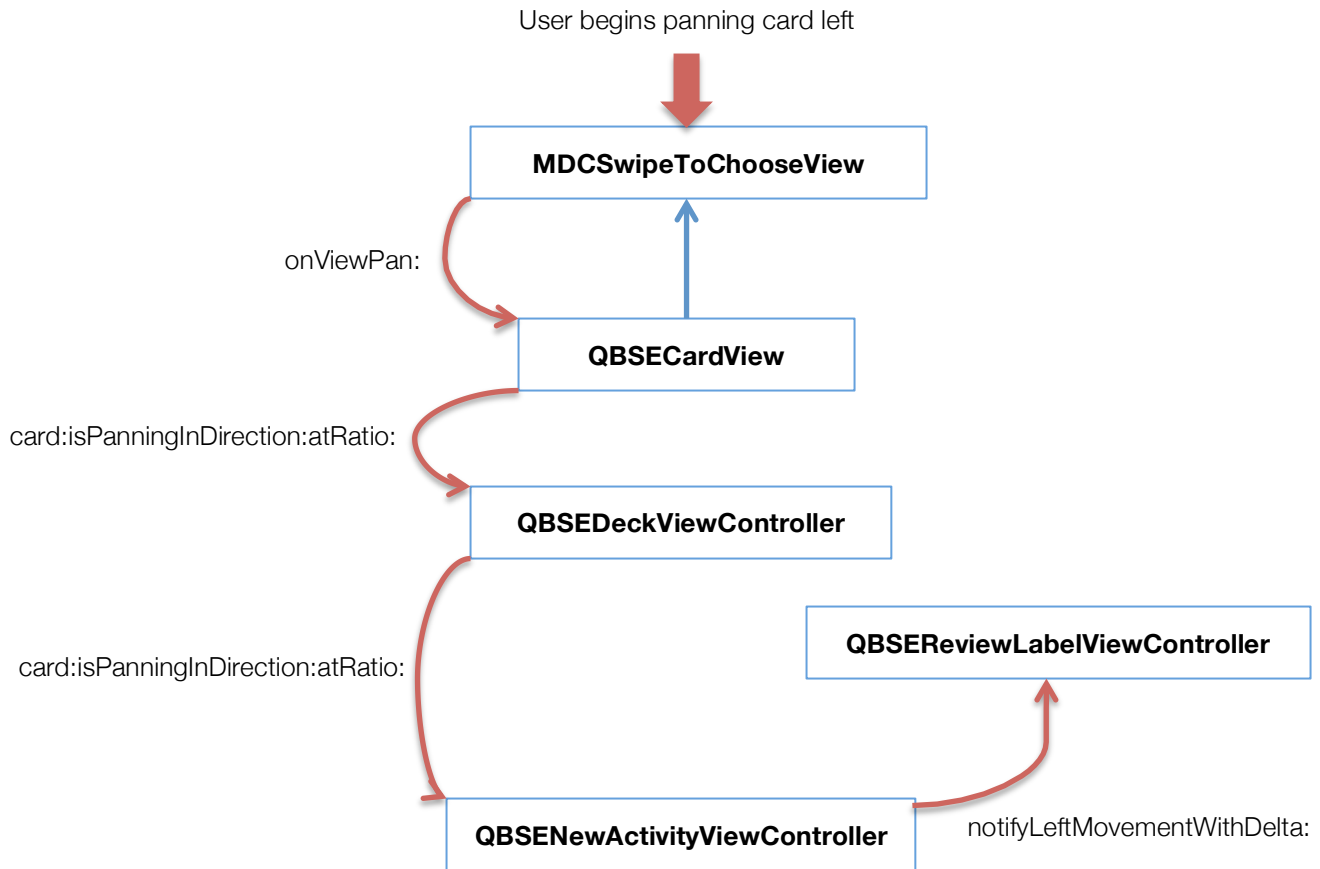 User begins panning card left
MDCSwipeToChooseView
onViewPan:
QBSECardView
card:isPanningInDirection:atRatio:
QBSEDeckViewController
QBSEReviewLabelViewController
card:isPanningInDirection:atRatio:
QBSENewActivityViewController
notifyLeftMovementWithDelta: